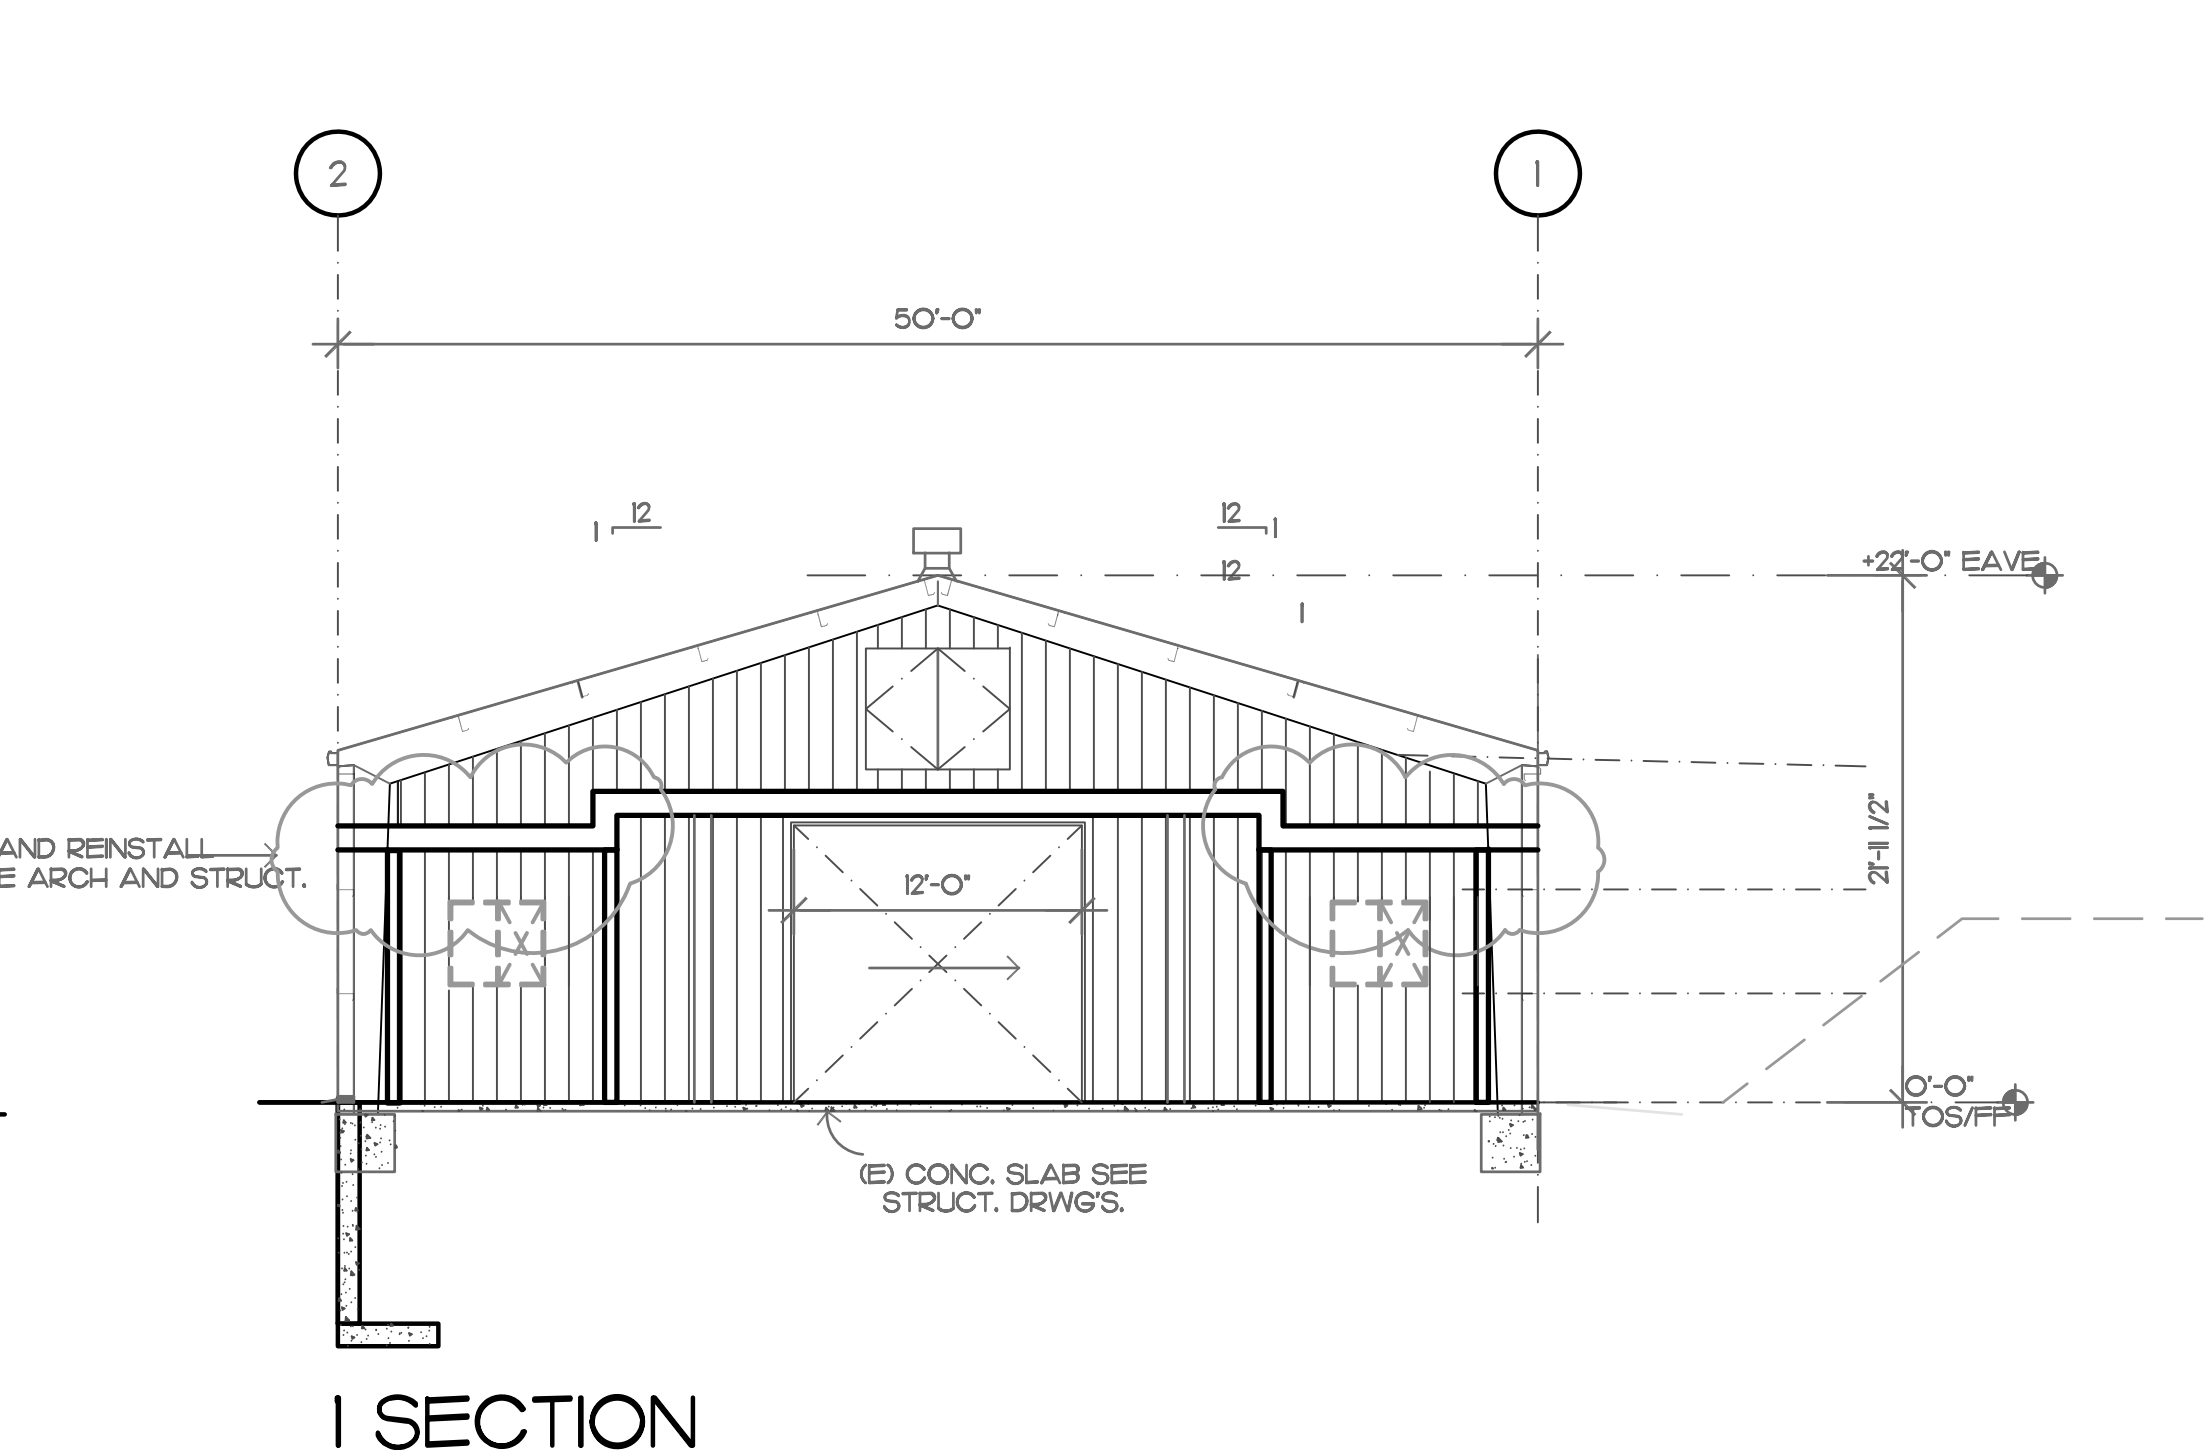 2
1
50'-0"
12
1
12
1
12
1
+22'-0" EAVE
AND REINSTALL
E ARCH AND STRUCT.
21'-11 1/2"
12'-0"
0'-0"
TOS/FF
(E) CONC. SLAB SEE
STRUCT. DRWG'S.
1 SECTION